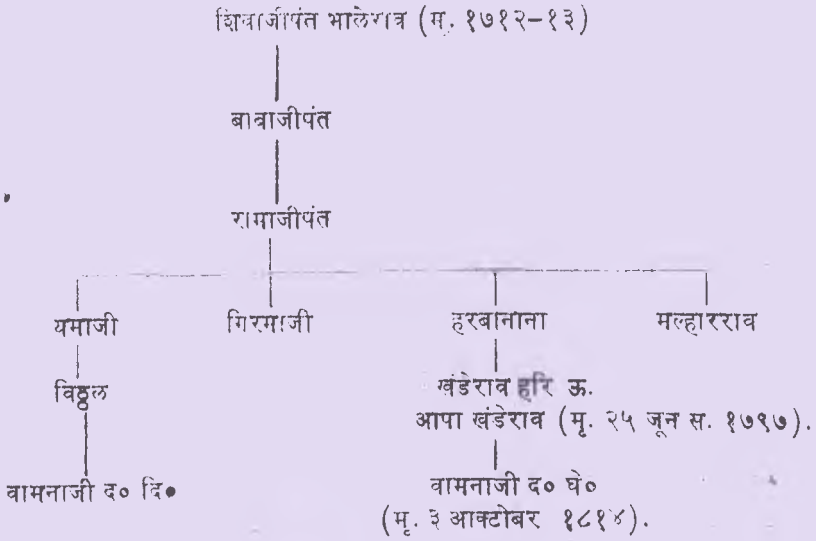 शिवाजीपंत भालेराव (मृ. १७१२–१३)
बावाजीपंत
रामाजीपंत
यमाजी गिरमाजी हरबानाना मल्हारराव
विठ्ठल खंडेराव हरि ऊ.
आपा खंडेराव (मृ. २५ जून स. १७९७).
वामनाजी द० दि० वामनाजी द० घे०
(मृ. ३ आक्टोबर १८१४).